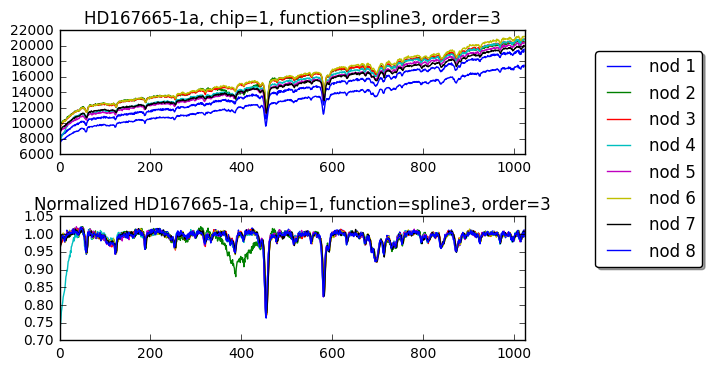 HD167665-1a, chip=1, function=spline3, order=3
22000
20000
18000
16000
14000
12000
10000
8000
6000
0 200 400 600 800 1000
Normalized HD167665-1a, chip=1, function=spline3, order=3
1.05
1.00
0.95
0.90
0.85
0.80
0.75
0.70
0 200 400 600 800 1000
nod 1
nod 2
nod 3
nod 4
nod 5
nod 6
nod 7
nod 8